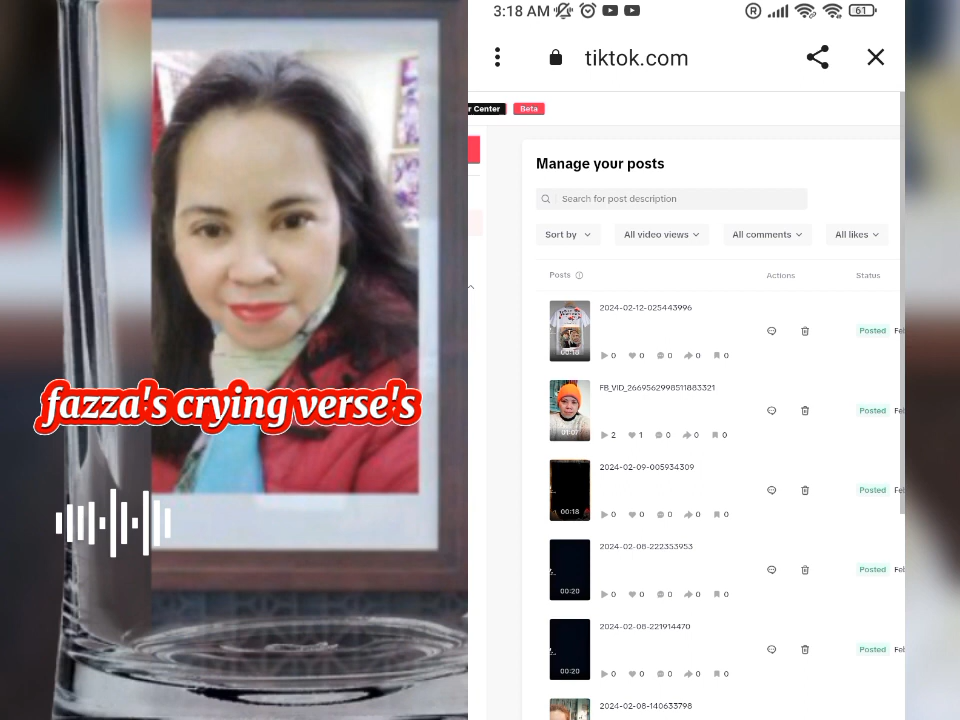 fazza's crying verse's
3:18 AM
61
tiktok.com
r Center
Beta
Manage your posts
Search for post description
Sort by
All video views
All comments
All likes
Posts
Actions
Status
2024-02-12-025443996
00:18
0 0 0 0 0
Posted
FB_VID_2669562998511883321
01:07
2 1 0 0 0
Posted
2024-02-09-005934309
00:18
0 0 0 0 0
Posted
2024-02-08-222353953
00:20
0 0 0 0 0
Posted
2024-02-08-221914470
00:20
0 0 0 0 0
Posted
2024-02-08-140633798